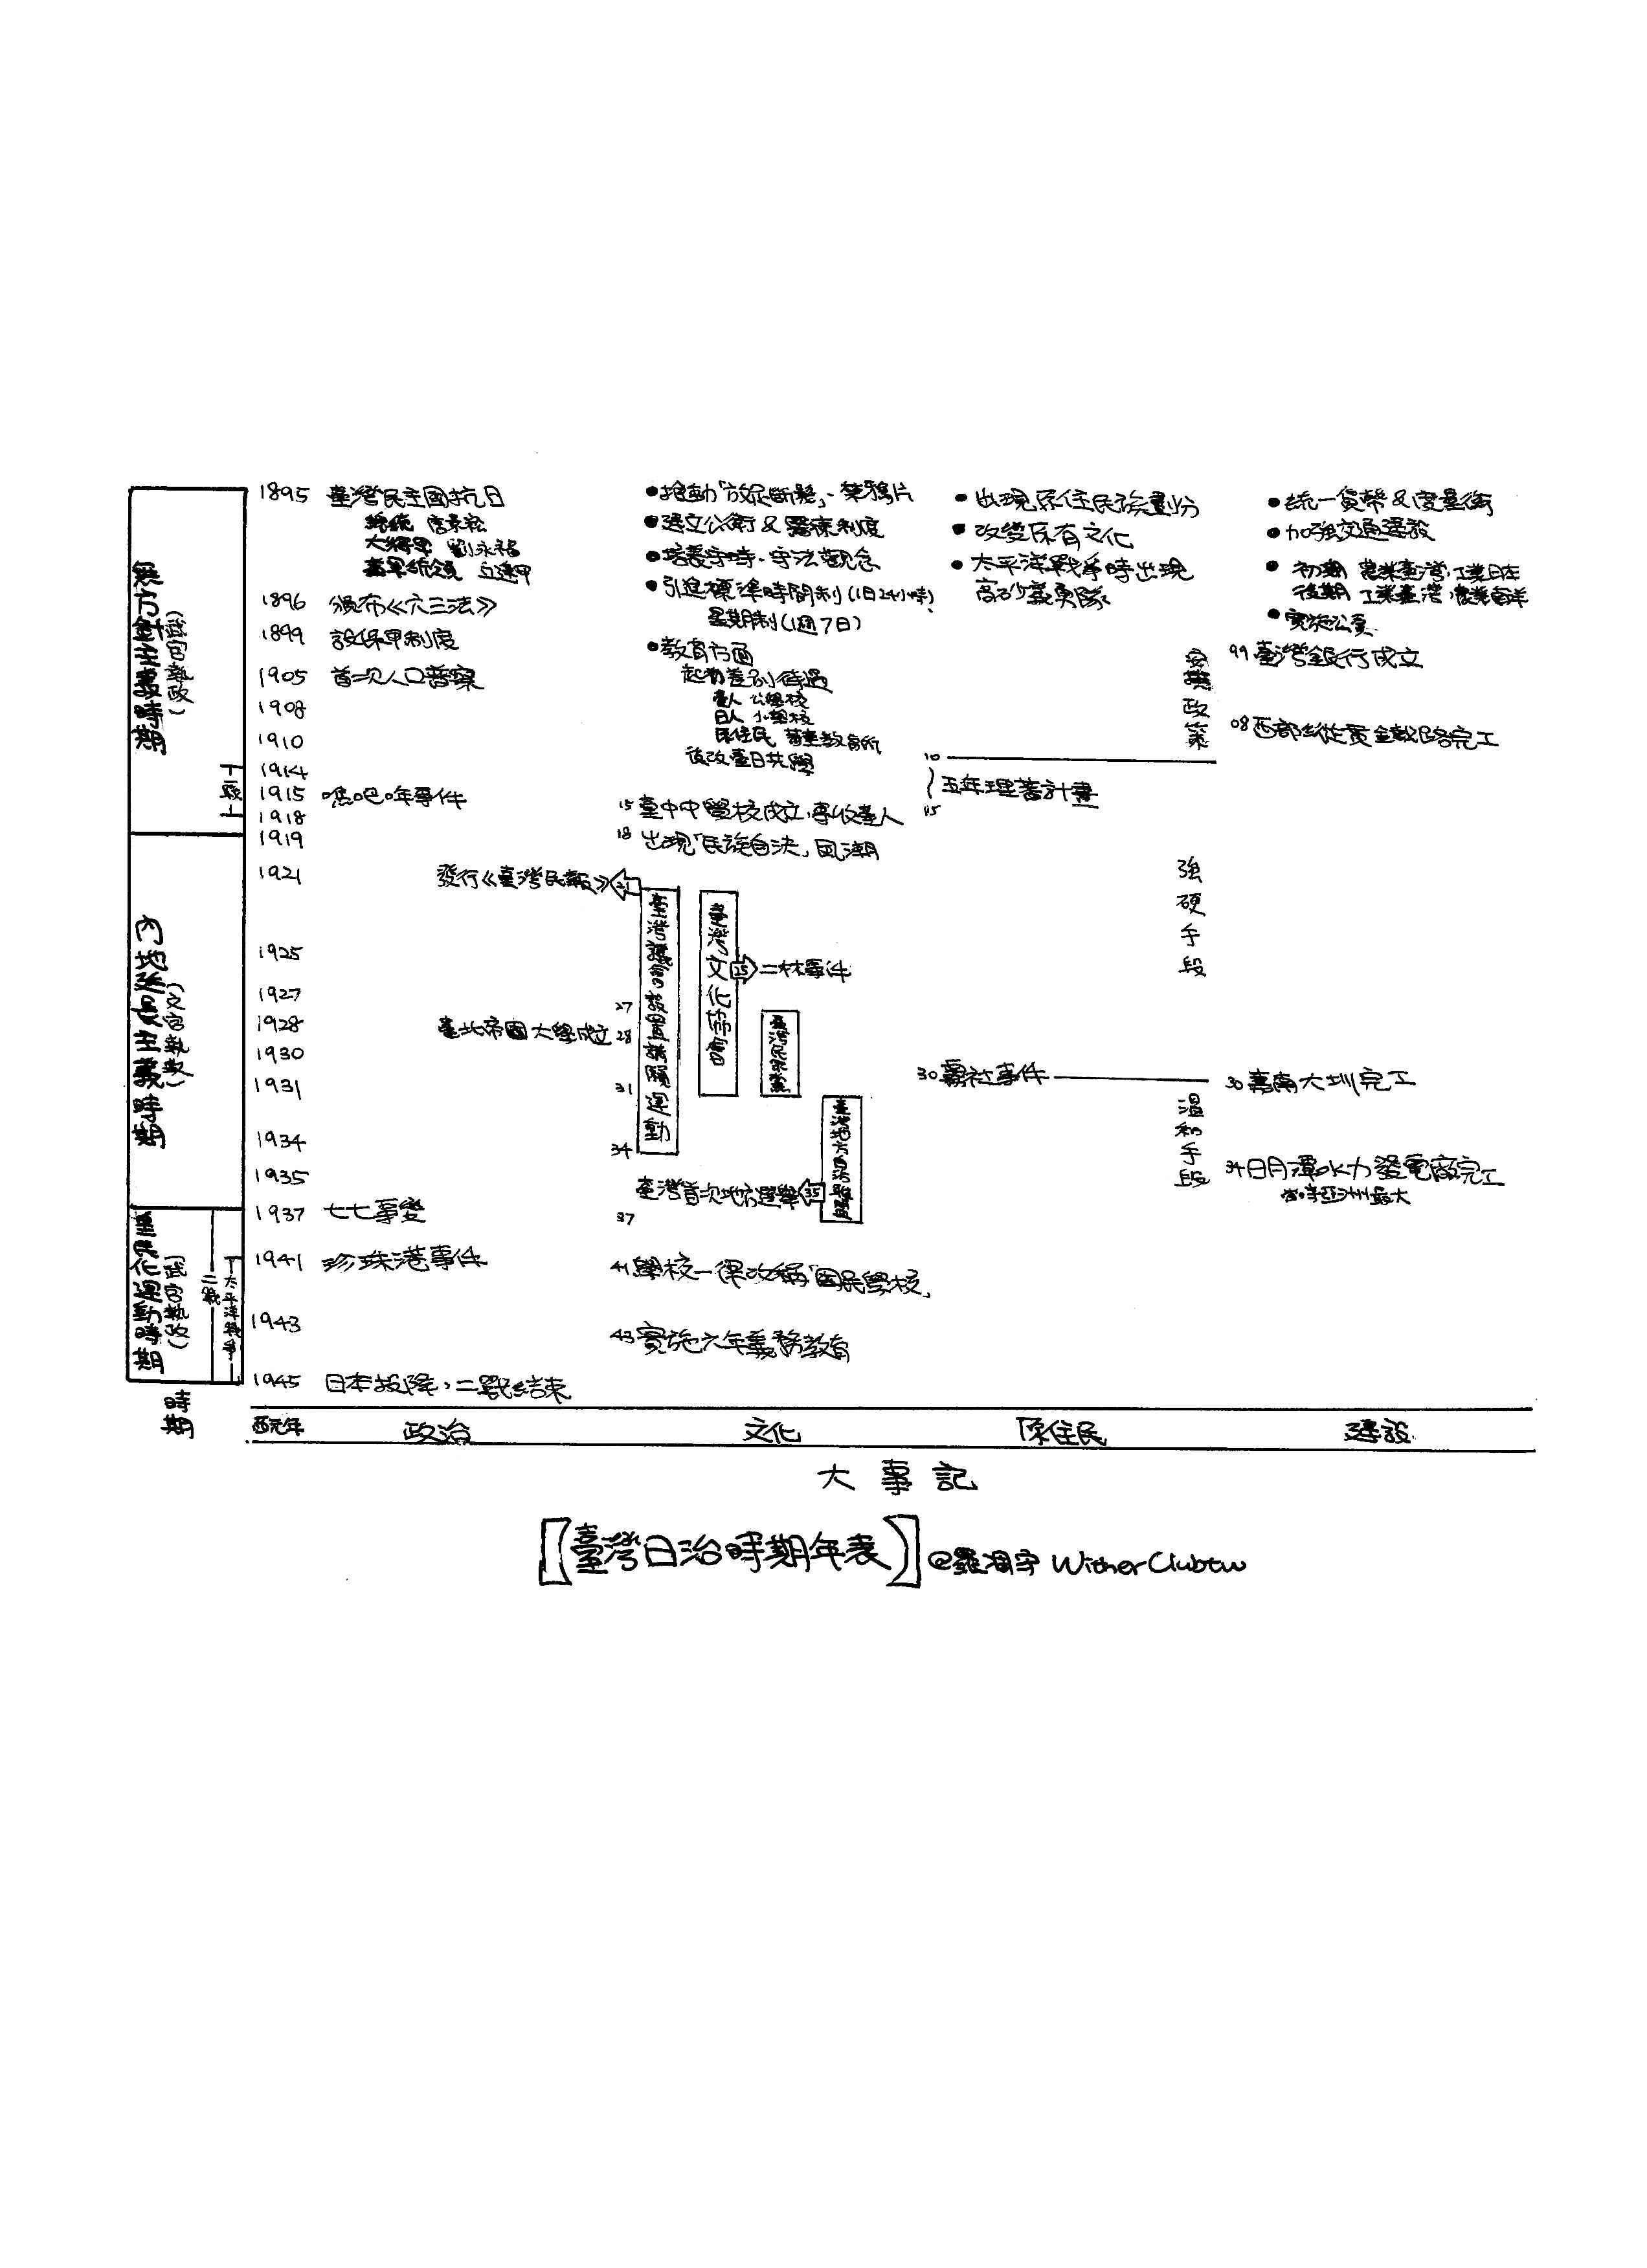 無方針主義時期
(武官執政)
一戰
內地延長主義時期
(文官執政)
皇民化運動時期
(武官執政)
二戰
太平洋戰爭
時期
1895 臺灣民主國抗日
總統 唐景崧
大將軍 劉永福
義軍統領 丘逢甲
1896 頒布《六三法》
1899 設保甲制度
1905 首次人口普察
1908
1910
1914
1915 噍吧哖事件
1918
1919
1921
1925
1927
1928
1930
1931
1934
1935
1937 七七事變
1941 珍珠港事件
1943
1945 日本投降,二戰結束
•推動「放足斷髮」、禁鴉片
•建立公衛&醫療制度
•培養守時、守法觀念
•引進標準時間制(1日24小時)、
星期制(1週7日)
•教育方面
起初差別待遇
臺人 公學校
日人 小學校
原住民 蕃童教育所
後改臺日共學
15 臺中中學校成立,專收臺人
18 出現「民族自決」風潮
發行《臺灣民報》 21
臺灣議會設置請願運動
臺灣文化協會
25 二林事件
27
臺北帝國大學成立 28
臺灣民眾黨
31
34
臺灣地方自治聯盟
臺灣首次地方選舉 35
37
41 學校一律改稱「國民學校」
43 實施六年義務教育
•出現原住民族劃分
•改變原有文化
•太平洋戰爭時出現
高砂義勇隊
安撫政策
10
五年理蕃計畫
15
強硬手段
30 霧社事件
溫和手段
•統一貨幣&度量衡
•加強交通建設
•初期 農業臺灣,工業日本
後期 工業臺灣,農業南洋
•實施公賣
99 臺灣銀行成立
08 西部縱貫鐵路完工
30 嘉南大圳完工
34 日月潭水力發電廠完工
當時亞洲最大
西元年 政治 文化 原住民 建設
大事記
【臺灣日治時期年表】 @羅 宇 WitherClubtw